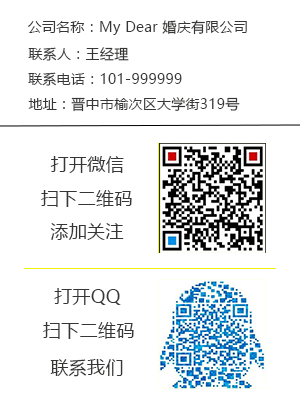 公司名称：My Dear 婚庆有限公司
联系人：王经理
联系电话：101-999999
地址：晋中市榆次区大学街319号
打开微信
扫下二维码
添加关注
打开QQ
扫下二维码
联系我们